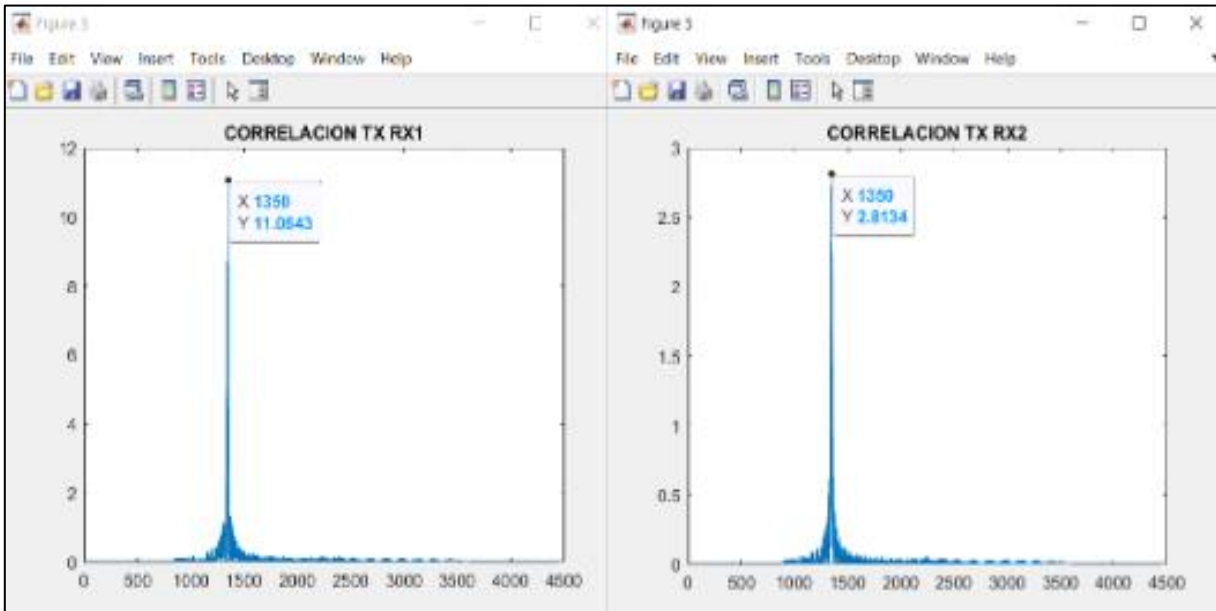 Figure 3
File Edit View Insert Tools Desktop Window Help
CORRELACION TX RX1
12
10
8
6
4
2
0
X 1350
Y 11.0543
0 500 1000 1500 2000 2500 3000 3500 4000 4500
Figure 3
File Edit View Insert Tools Desktop Window Help
CORRELACION TX RX2
3
2.5
2
1.5
1
0.5
0
X 1350
Y 2.8134
0 500 1000 1500 2000 2500 3000 3500 4000 4500